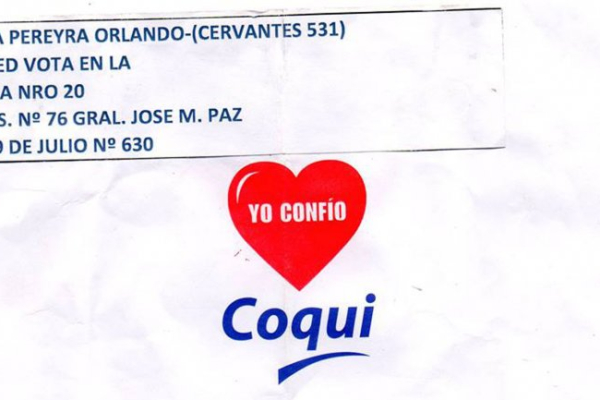 A PEREYRA ORLANDO-(CERVANTES 531)
ED VOTA EN LA
A NRO 20
S. Nº 76 GRAL. JOSE M. PAZ
9 DE JULIO Nº 630
YO CONFÍO
Coqui